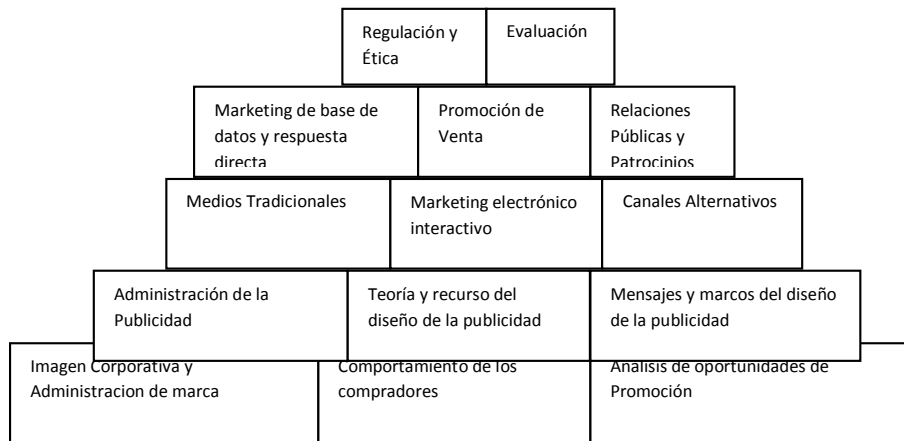 Regulación y
Ética
Evaluación
Marketing de base de
datos y respuesta
directa
Promoción de
Venta
Relaciones
Públicas y
Patrocinios
Medios Tradicionales
Marketing electrónico
interactivo
Canales Alternativos
Administración de la
Publicidad
Teoría y recurso del
diseño de la publicidad
Mensajes y marcos del diseño
de la publicidad
Imagen Corporativa y
Administracion de marca
Comportamiento de los
compradores
Analisis de oportunidades de
Promoción